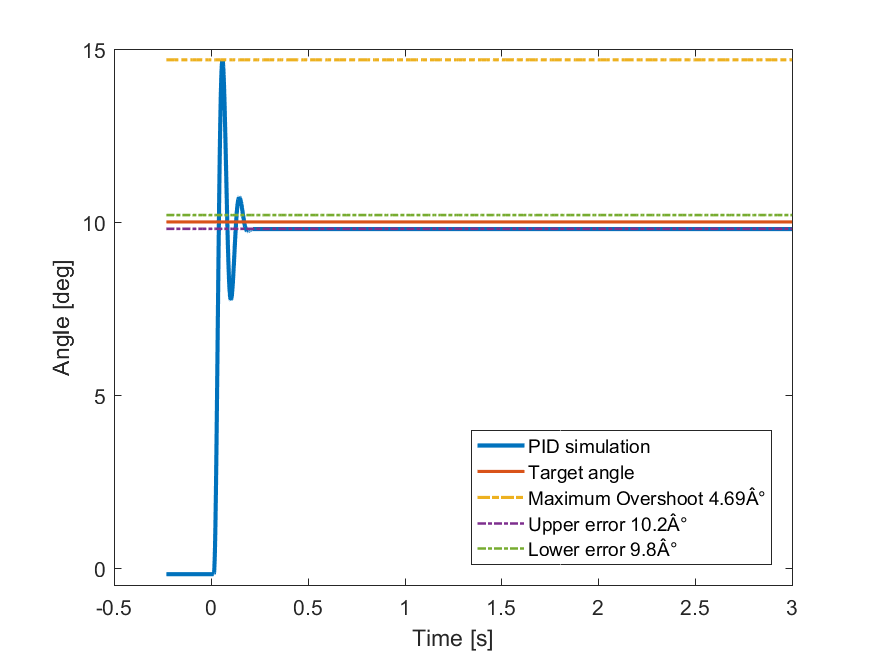 15
10
5
0
Angle [deg]
PID simulation
Target angle
Maximum Overshoot 4.69Â°
Upper error 10.2Â°
Lower error 9.8Â°
-0.5 0 0.5 1 1.5 2 2.5 3
Time [s]